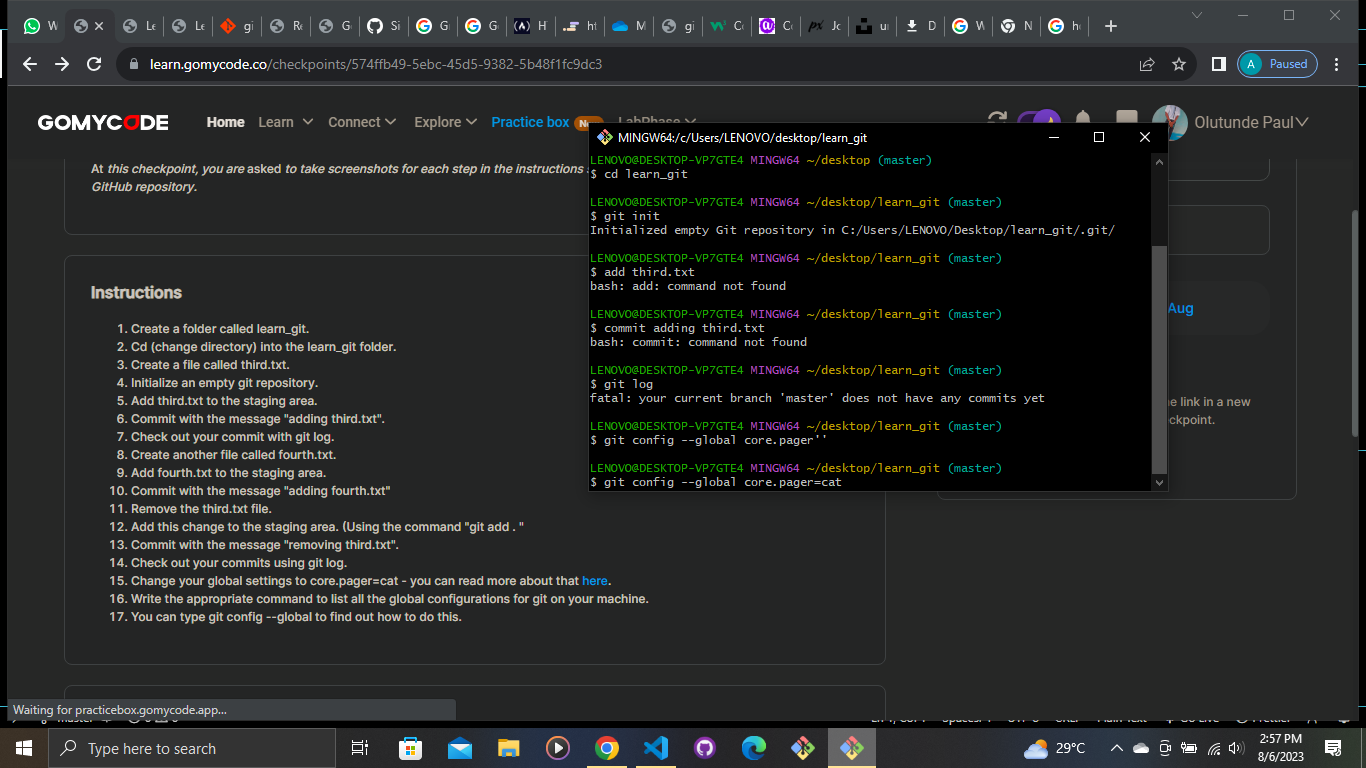 W
Le
Le
gi
Re
G
Si
G
G
H
ht
M
gi
Co
Co
Jo
un
D
W
N
ho
learn.gomycode.co/checkpoints/574ffb49-5ebc-45d5-9382-5b48f1fc9dc3
A Paused
GOMYCODE
Home Learn Connect Explore Practice box LabPhase
Olutunde Paul
At this checkpoint, you are asked to take screenshots for each step in the instructions
GitHub repository.
Instructions
1. Create a folder called learn_git.
2. Cd (change directory) into the learn_git folder.
3. Create a file called third.txt.
4. Initialize an empty git repository.
5. Add third.txt to the staging area.
6. Commit with the message "adding third.txt".
7. Check out your commit with git log.
8. Create another file called fourth.txt.
9. Add fourth.txt to the staging area.
10. Commit with the message "adding fourth.txt"
11. Remove the third.txt file.
12. Add this change to the staging area. (Using the command "git add . "
13. Commit with the message "removing third.txt".
14. Check out your commits using git log.
15. Change your global settings to core.pager=cat - you can read more about that here.
16. Write the appropriate command to list all the global configurations for git on your machine.
17. You can type git config --global to find out how to do this.
MINGW64:/c/Users/LENOVO/desktop/learn_git
LENOVO@DESKTOP-VP7GTE4 MINGW64 ~/desktop (master)
$ cd learn_git
LENOVO@DESKTOP-VP7GTE4 MINGW64 ~/desktop/learn_git (master)
$ git init
Initialized empty Git repository in C:/Users/LENOVO/Desktop/learn_git/.git/
LENOVO@DESKTOP-VP7GTE4 MINGW64 ~/desktop/learn_git (master)
$ add third.txt
bash: add: command not found
LENOVO@DESKTOP-VP7GTE4 MINGW64 ~/desktop/learn_git (master)
$ commit adding third.txt
bash: commit: command not found
LENOVO@DESKTOP-VP7GTE4 MINGW64 ~/desktop/learn_git (master)
$ git log
fatal: your current branch 'master' does not have any commits yet
LENOVO@DESKTOP-VP7GTE4 MINGW64 ~/desktop/learn_git (master)
$ git config --global core.pager''
LENOVO@DESKTOP-VP7GTE4 MINGW64 ~/desktop/learn_git (master)
$ git config --global core.pager=cat
Aug
e link in a new
ckpoint.
Waiting for practicebox.gomycode.app...
Type here to search
29°C
2:57 PM
8/6/2023